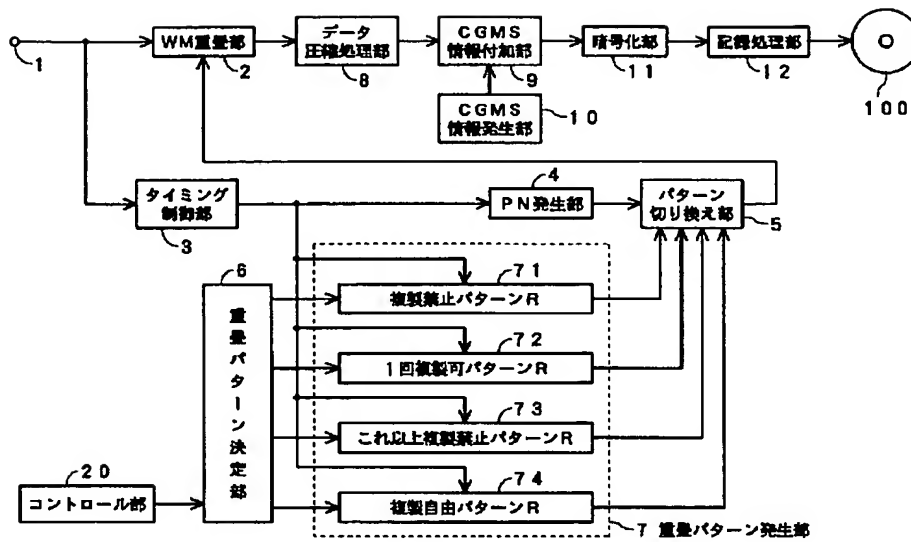 1
WM重畳部
2
データ
圧縮処理部
8
CGMS
情報付加部
9
暗号化部
11
記録処理部
12
100
CGMS
情報発生部
10
タイミング
制御部
3
4
PN発生部
パターン
切り換え部
5
6
重畳パターン決定部
71
複製禁止パターンR
72
1回複製可パターンR
73
これ以上複製禁止パターンR
74
複製自由パターンR
20
コントロール部
7 重畳パターン発生部